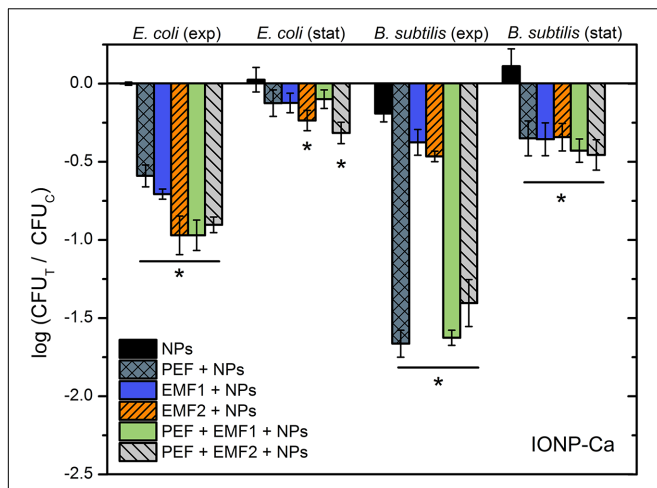 E. coli (exp) E. coli (stat) B. subtilis (exp) B. subtilis (stat)
0.0
-0.5
* *
*
*
-1.0
*
-1.5
*
-2.0
-2.5
log (CFU_T / CFU_C)
NPs
PEF + NPs
EMF1 + NPs
EMF2 + NPs
PEF + EMF1 + NPs
PEF + EMF2 + NPs
IONP-Ca